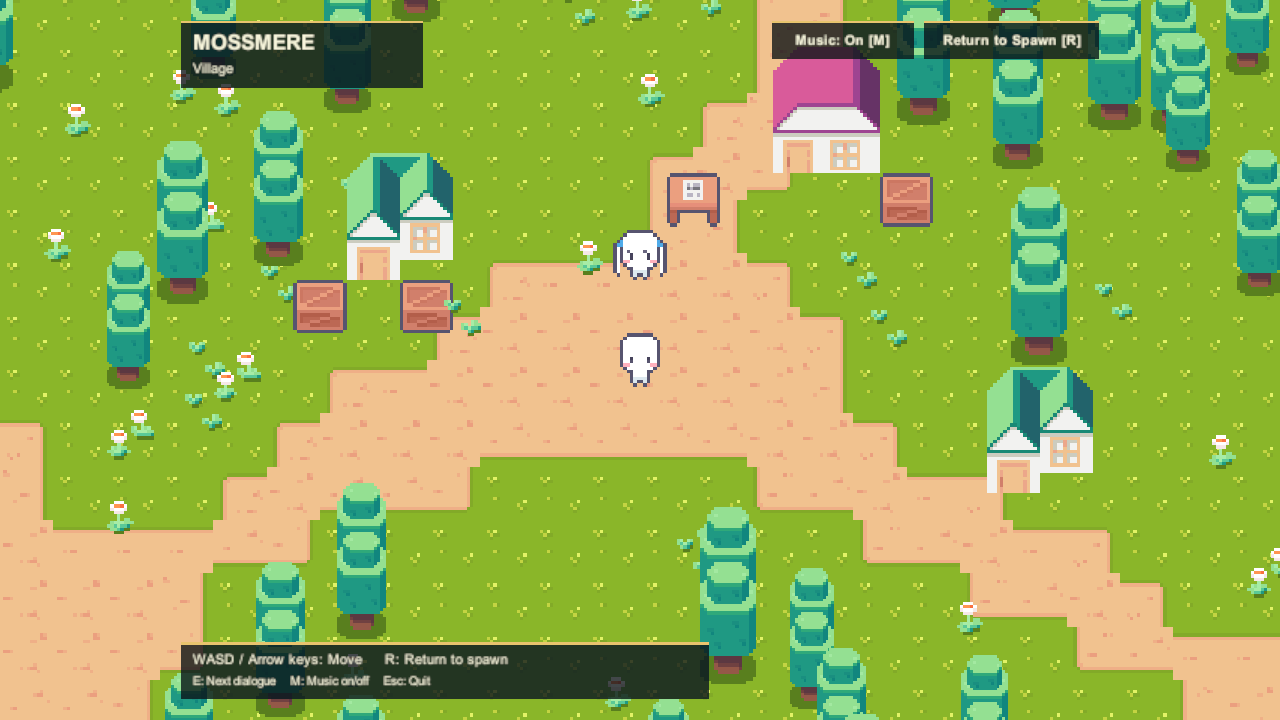 MOSSMERE
Village
Music: On [M]
Return to Spawn [R]
WASD / Arrow keys: Move R: Return to spawn
E: Next dialogue M: Music on/off Esc: Quit